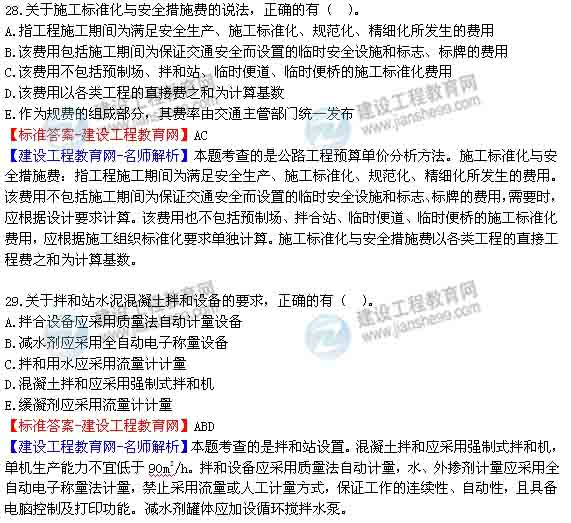 28.关于施工标准化与安全措施费的说法，正确的有（ ）。
A.指工程施工期间为满足安全生产、施工标准化、规范化、精细化所发生的费用
B.该费用包括施工期间为保证交通安全而设置的临时安全设施和标志、标牌的费用
C.该费用不包括预制场、拌和站、临时便道、临时便桥的施工标准化费用
D.该费用以各类工程的直接费之和为计算基数
E.作为规费的组成部分，其费率由交通主管部门统一发布
【标准答案-建设工程教育网】AC
【建设工程教育网-名师解析】本题考查的是公路工程预算单价分析方法。施工标准化与安
全措施费：指工程施工期间为满足安全生产、施工标准化、规范化、精细化所发生的费用。
该费用不包括施工期间为保证交通安全而设置的临时安全设施和标志、标牌的费用，需要时，
应根据设计要求计算。该费用也不包括预制场、拌合站、临时便道、临时便桥的施工标准化
费用，应根据施工组织标准化要求单独计算。施工标准化与安全措施费以各类工程的直接工
程费之和为计算基数。
29.关于拌和站水泥混凝土拌和设备的要求，正确的有（ ）。
A.拌合设备应采用质量法自动计量设备
B.减水剂应采用全自动电子称量设备
C.拌和用水应采用流量计计量
D.混凝土拌和应采用强制式拌和机
E.缓凝剂应采用流量计计量
【标准答案-建设工程教育网】ABD
【建设工程教育网-名师解析】本题考查的是拌和站设置。混凝土拌和应采用强制式拌和机，
单机生产能力不宜低于 90m³/h。拌和设备应采用质量法自动计量，水、外掺剂计量应采用全
自动电子称量法计量，禁止采用流量或人工计量方式，保证工作的连续性、自动性，且具备
电脑控制及打印功能。减水剂罐体应加设循环搅拌水泵。
建设工程教育网
www.jianshe99.com
建设工程教育网
www.jianshe99.com
建设工程教育网
www.jianshe99.com